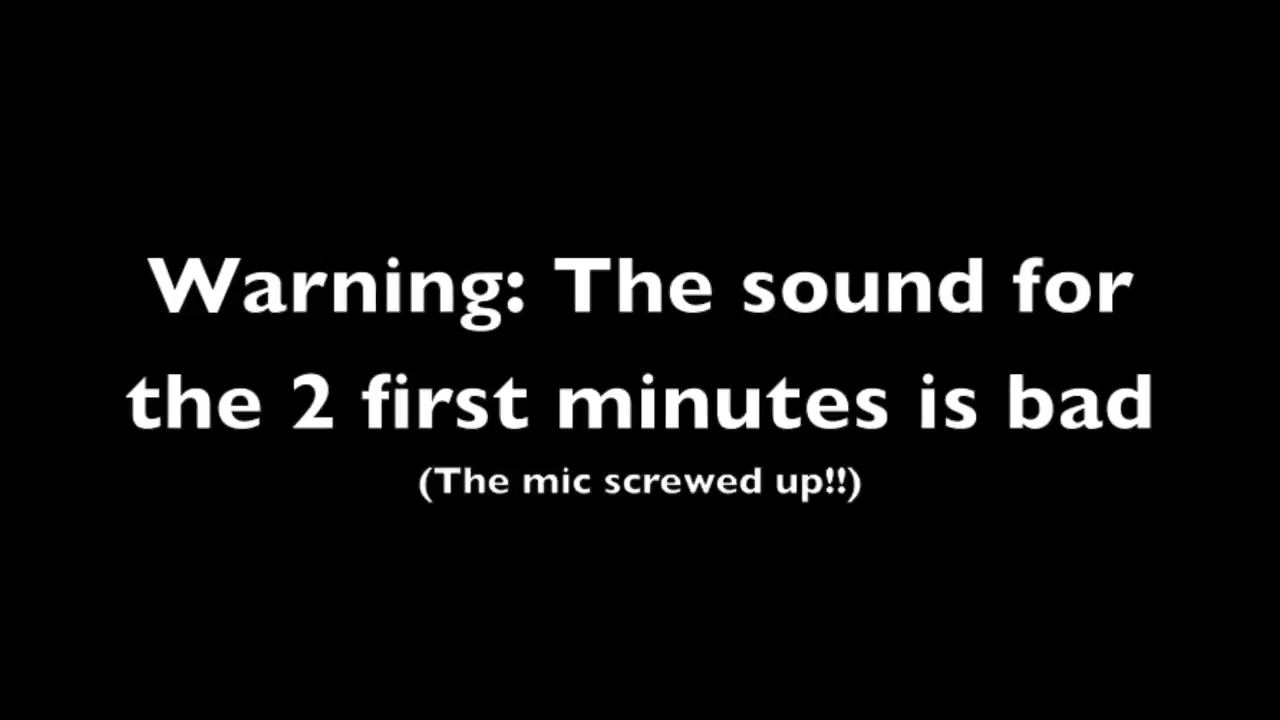 Warning: The sound for
the 2 first minutes is bad
(The mic screwed up!!)